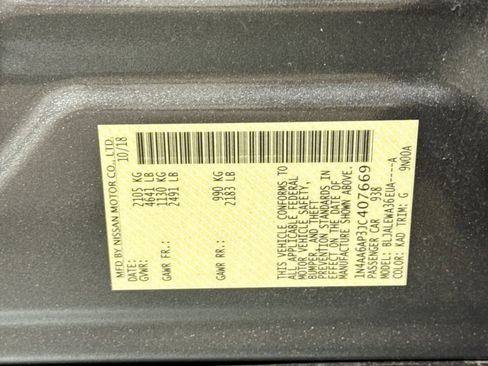 MFD BY NISSAN MOTOR CO., LTD. 10/18
GVWR: 2105 KG
4641 LB
GAWR FR.: 1130 KG
2491 LB
GAWR RR.: 990 KG
2183 LB
THIS VEHICLE CONFORMS TO
ALL APPLICABLE FEDERAL
MOTOR VEHICLE SAFETY,
BUMPER, AND THEFT
PREVENTION STANDARDS IN
EFFECT ON THE DATE OF
MANUFACTURE SHOWN ABOVE.
1N4AA6AP3JC407669
PASSENGER CAR 938
MODEL: BLJALEWA36EUA-----A
COLOR: KAD TRIM: G 9N00A